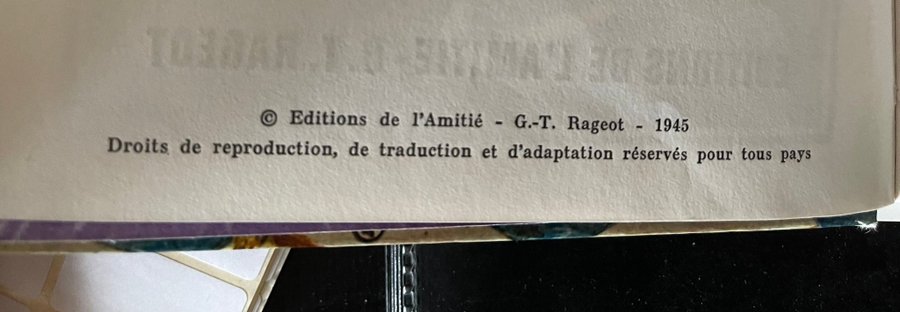 © Editions de l'Amitié - G.-T. Rageot - 1945
Droits de reproduction, de traduction et d'adaptation réservés pour tous pays